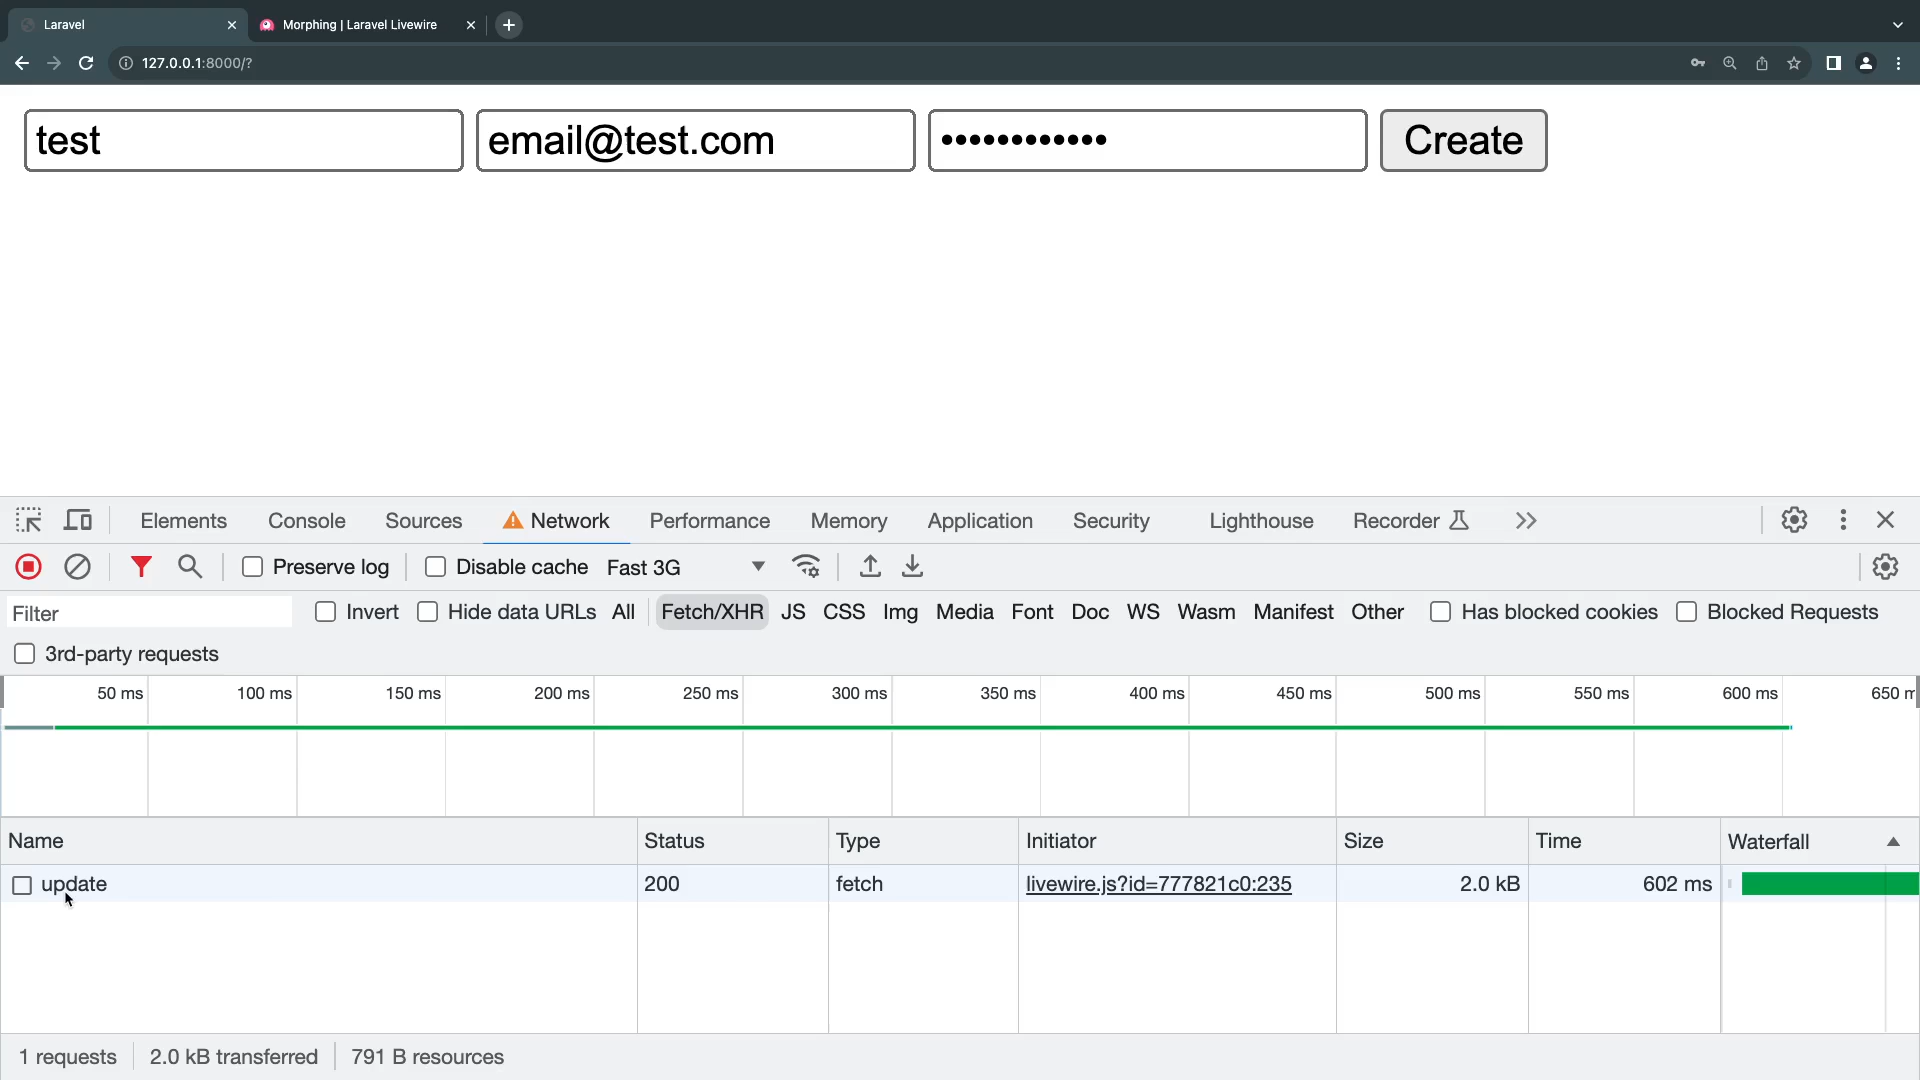 Laravel
Morphing | Laravel Livewire
127.0.0.1:8000/?
test
email@test.com
••••••••••••
Create
Elements Console Sources Network Performance Memory Application Security Lighthouse Recorder
Preserve log Disable cache Fast 3G
Filter Invert Hide data URLs All Fetch/XHR JS CSS Img Media Font Doc WS Wasm Manifest Other Has blocked cookies Blocked Requests
3rd-party requests
50 ms 100 ms 150 ms 200 ms 250 ms 300 ms 350 ms 400 ms 450 ms 500 ms 550 ms 600 ms 650 m
Name Status Type Initiator Size Time Waterfall
update 200 fetch livewire.js?id=777821c0:235 2.0 kB 602 ms
1 requests 2.0 kB transferred 791 B resources